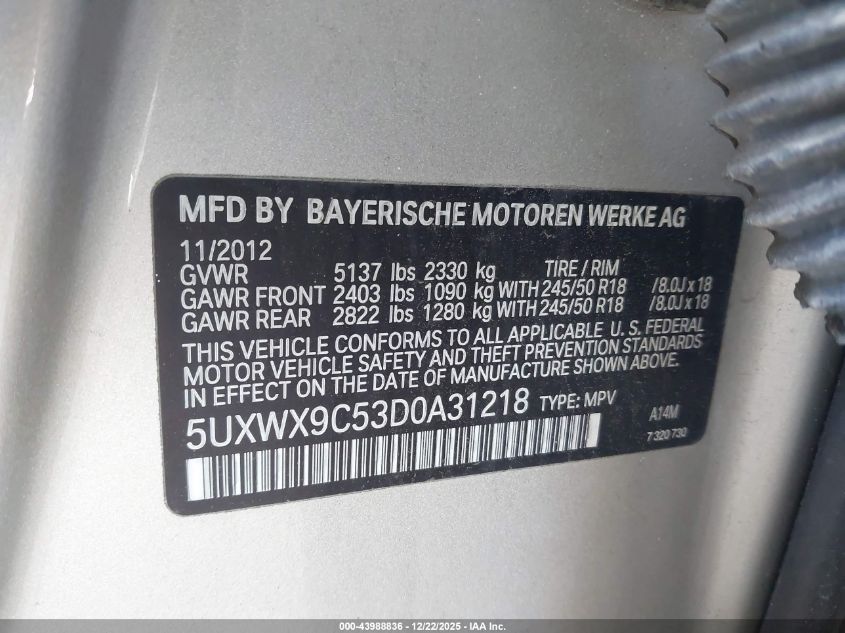 MFD BY BAYERISCHE MOTOREN WERKE AG
11/2012
GVWR 5137 lbs 2330 kg TIRE / RIM
GAWR FRONT 2403 lbs 1090 kg WITH 245/50 R18 /8.0J x 18
GAWR REAR 2822 lbs 1280 kg WITH 245/50 R18 /8.0J x 18
THIS VEHICLE CONFORMS TO ALL APPLICABLE U. S. FEDERAL
MOTOR VEHICLE SAFETY AND THEFT PREVENTION STANDARDS
IN EFFECT ON THE DATE OF MANUFACTURE SHOWN ABOVE.
5UXWX9C53D0A31218 TYPE: MPV A14M
7 320 730
000-43988836 - 12/22/2025 - IAA Inc.